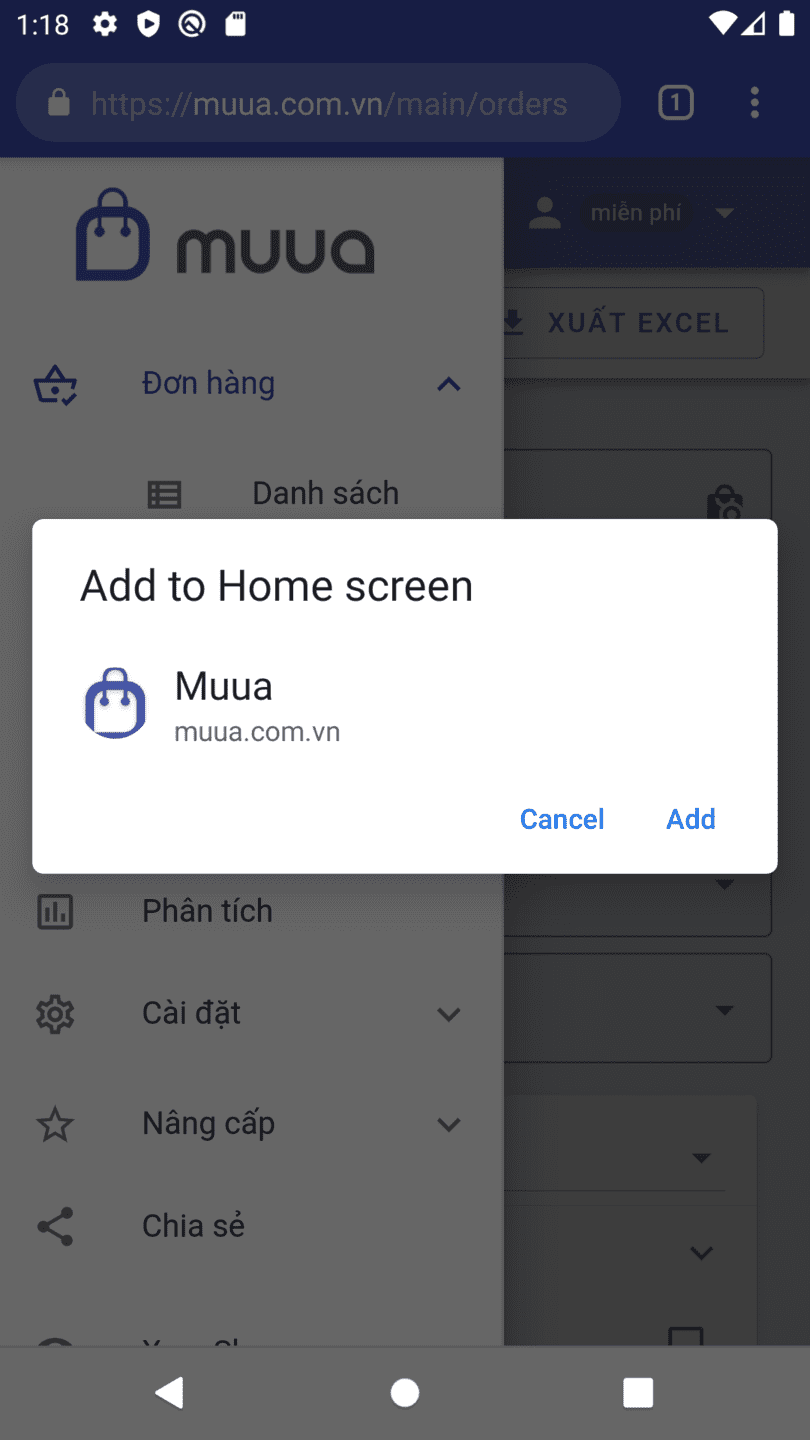 1:18
https://muua.com.vn/main/orders
1
muua
miễn phí
XUẤT EXCEL
Đơn hàng
Danh sách
Add to Home screen
Muua
muua.com.vn
Cancel Add
Phân tích
Cài đặt
Nâng cấp
Chia sẻ